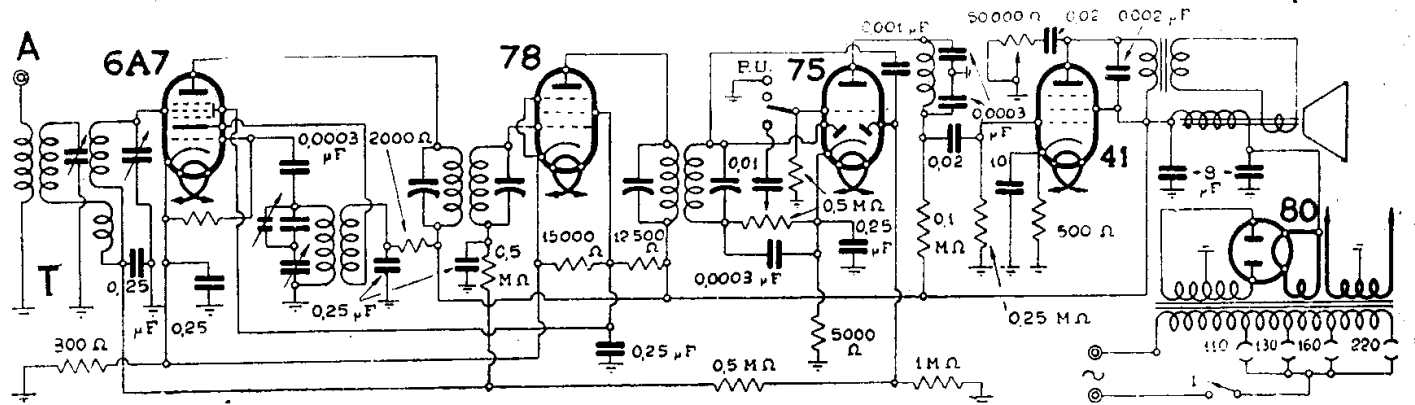 A
6A7
0,0003 μF
2000 Ω
78
P.U.
75
0,001 μF
50000 Ω
0,02
0,002 μF
0,0003 μF
0,02
10
41
8 μF
80
T
0,25 μF
0,25
0,25 μF
0,5 MΩ
15000 Ω
12500 Ω
0,01
0,5 MΩ
0,25 μF
0,0003 μF
0,1 MΩ
500 Ω
0,25 MΩ
300 Ω
0,25 μF
5000 Ω
0,5 MΩ
1 MΩ
110
130
160
220
~
I